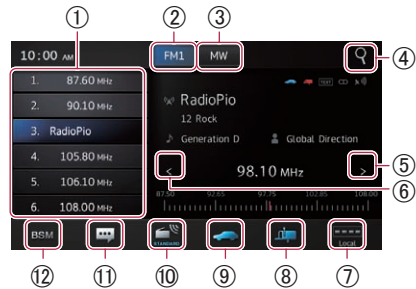 ① ② ③
10:00 AM FM1 MW
④
1. 87.60 MHz
2. 90.10 MHz
3. RadioPio
4. 105.80 MHz
5. 106.10 MHz
6. 108.00 MHz
TEXT
RadioPio
12 Rock
Generation D Global Direction
< 98.10 MHz >
⑤
⑥
87.50 92.65 97.75 102.85 108.00
BSM STANDARD Local
⑫ ⑪ ⑩ ⑨ ⑧ ⑦